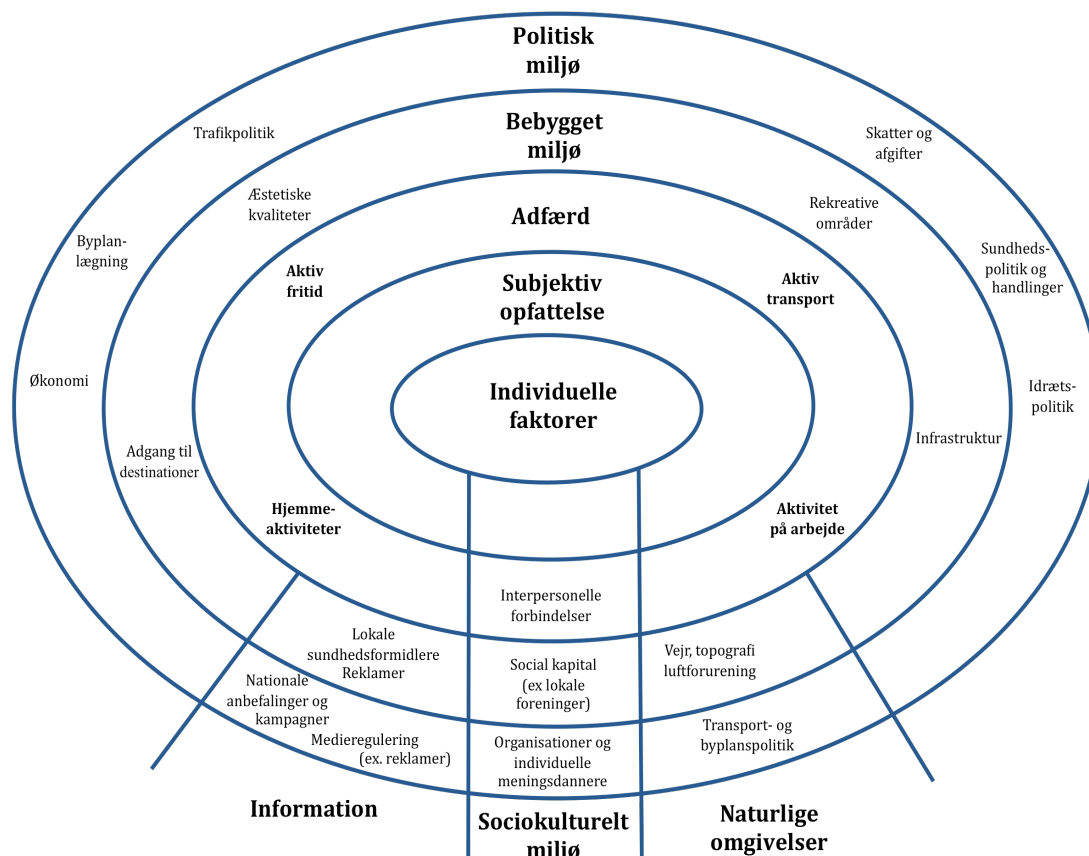 Politisk
miljø
Bebygget
miljø
Trafikpolitik
Skatter og
afgifter
Æstetiske
kvaliteter
Rekreative
områder
Adfærd
Byplan-
lægning
Sundheds-
politik og
handlinger
Aktiv
fritid
Aktiv
transport
Subjektiv
opfattelse
Økonomi
Individuelle
faktorer
Idræts-
politik
Adgang til
destinationer
Infrastruktur
Hjemme-
aktiviteter
Aktivitet
på arbejde
Interpersonelle
forbindelser
Lokale
sundhedsformidlere
Reklamer
Social kapital
(ex lokale
foreninger)
Vejr, topografi
luftforurening
Nationale
anbefalinger og
kampagner
Medieregulering
(ex. reklamer)
Organisationer og
individuelle
meningsdannere
Transport- og
byplanspolitik
Information
Sociokulturelt
miljø
Naturlige
omgivelser